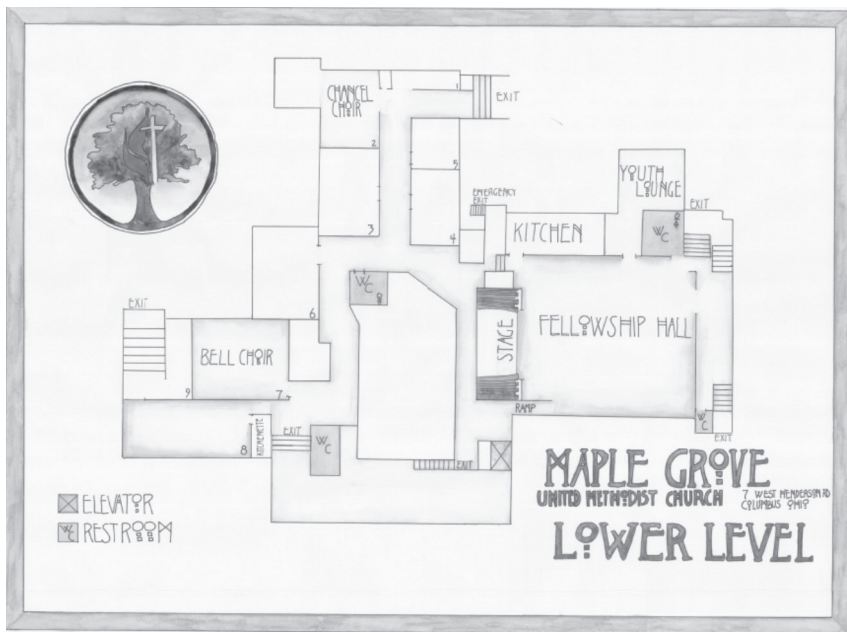 CHANCEL
CHOIR
1
EXIT
2
5
EMERGENCY
EXIT
YOUTH
LOUNGE
EXIT
3
4
KITCHEN
WC
WC
6
EXIT
STAGE
FELLOWSHIP HALL
BELL CHOIR
9
7
RAMP
8
KITCHENETTE
EXIT
WC
EXIT
WC
EXIT
MAPLE GROVE
UNITED METHODIST CHURCH
7 WEST HENDERSON RD
COLUMBUS OHIO
LOWER LEVEL
ELEVATOR
WC RESTROOM